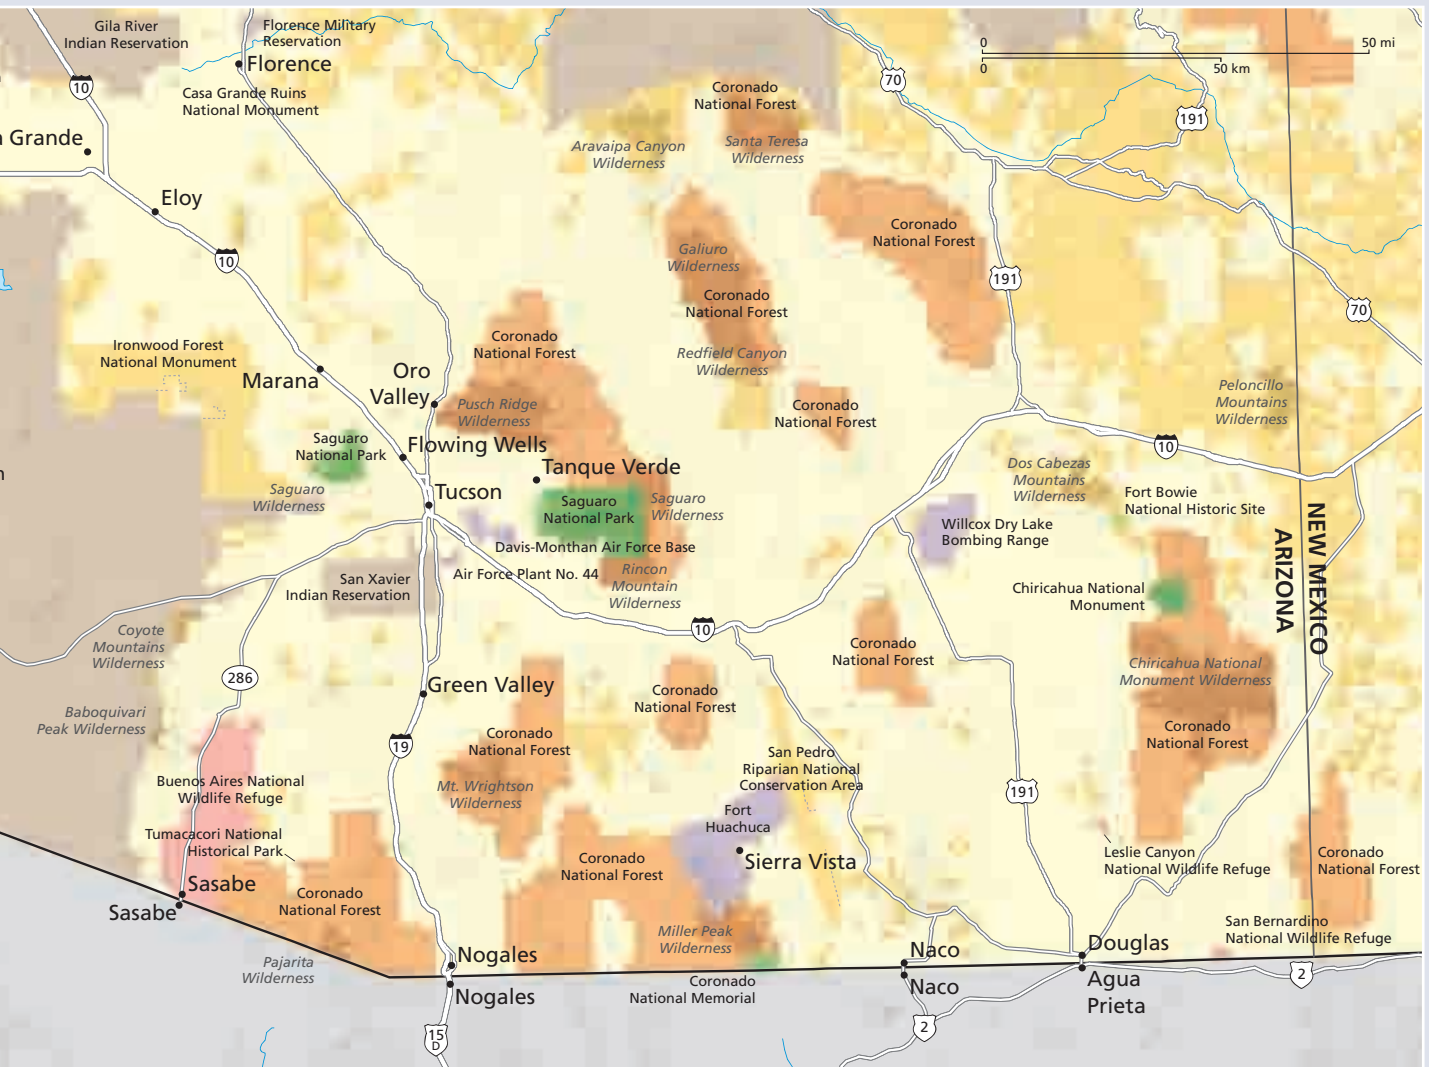 Gila River
Indian Reservation
Florence Military
Reservation
Florence
10
Casa Grande Ruins
National Monument
Grande
Eloy
10
Coronado
National Forest
Aravaipa Canyon
Wilderness
Santa Teresa
Wilderness
70
0
50 mi
0
50 km
191
Coronado
National Forest
Galiuro
Wilderness
Coronado
National Forest
191
70
Ironwood Forest
National Monument
Marana
Coronado
National Forest
Oro
Valley
Pusch Ridge
Wilderness
Redfield Canyon
Wilderness
Coronado
National Forest
Peloncillo
Mountains
Wilderness
Saguaro
National Park
Flowing Wells
Tanque Verde
10
Saguaro
Wilderness
Tucson
Saguaro
National Park
Saguaro
Wilderness
Dos Cabezas
Mountains
Wilderness
Fort Bowie
National Historic Site
NEW MEXICO
ARIZONA
Willcox Dry Lake
Bombing Range
Davis-Monthan Air Force Base
Air Force Plant No. 44
Rincon
Mountain
Wilderness
San Xavier
Indian Reservation
Chiricahua National
Monument
10
Coyote
Mountains
Wilderness
Coronado
National Forest
Chiricahua National
Monument Wilderness
286
Green Valley
Coronado
National Forest
Baboquivari
Peak Wilderness
Coronado
National Forest
Coronado
National Forest
19
San Pedro
Riparian National
Conservation Area
Buenos Aires National
Wildlife Refuge
Mt. Wrightson
Wilderness
191
Fort
Huachuca
Tumacacori National
Historical Park
Sierra Vista
Coronado
National Forest
Leslie Canyon
National Wildlife Refuge
Coronado
National Forest
Sasabe
Sasabe
Coronado
National Forest
Miller Peak
Wilderness
San Bernardino
National Wildlife Refuge
Pajarita
Wilderness
Nogales
Nogales
Coronado
National Memorial
Naco
Naco
Douglas
Agua
Prieta
2
2
15
D